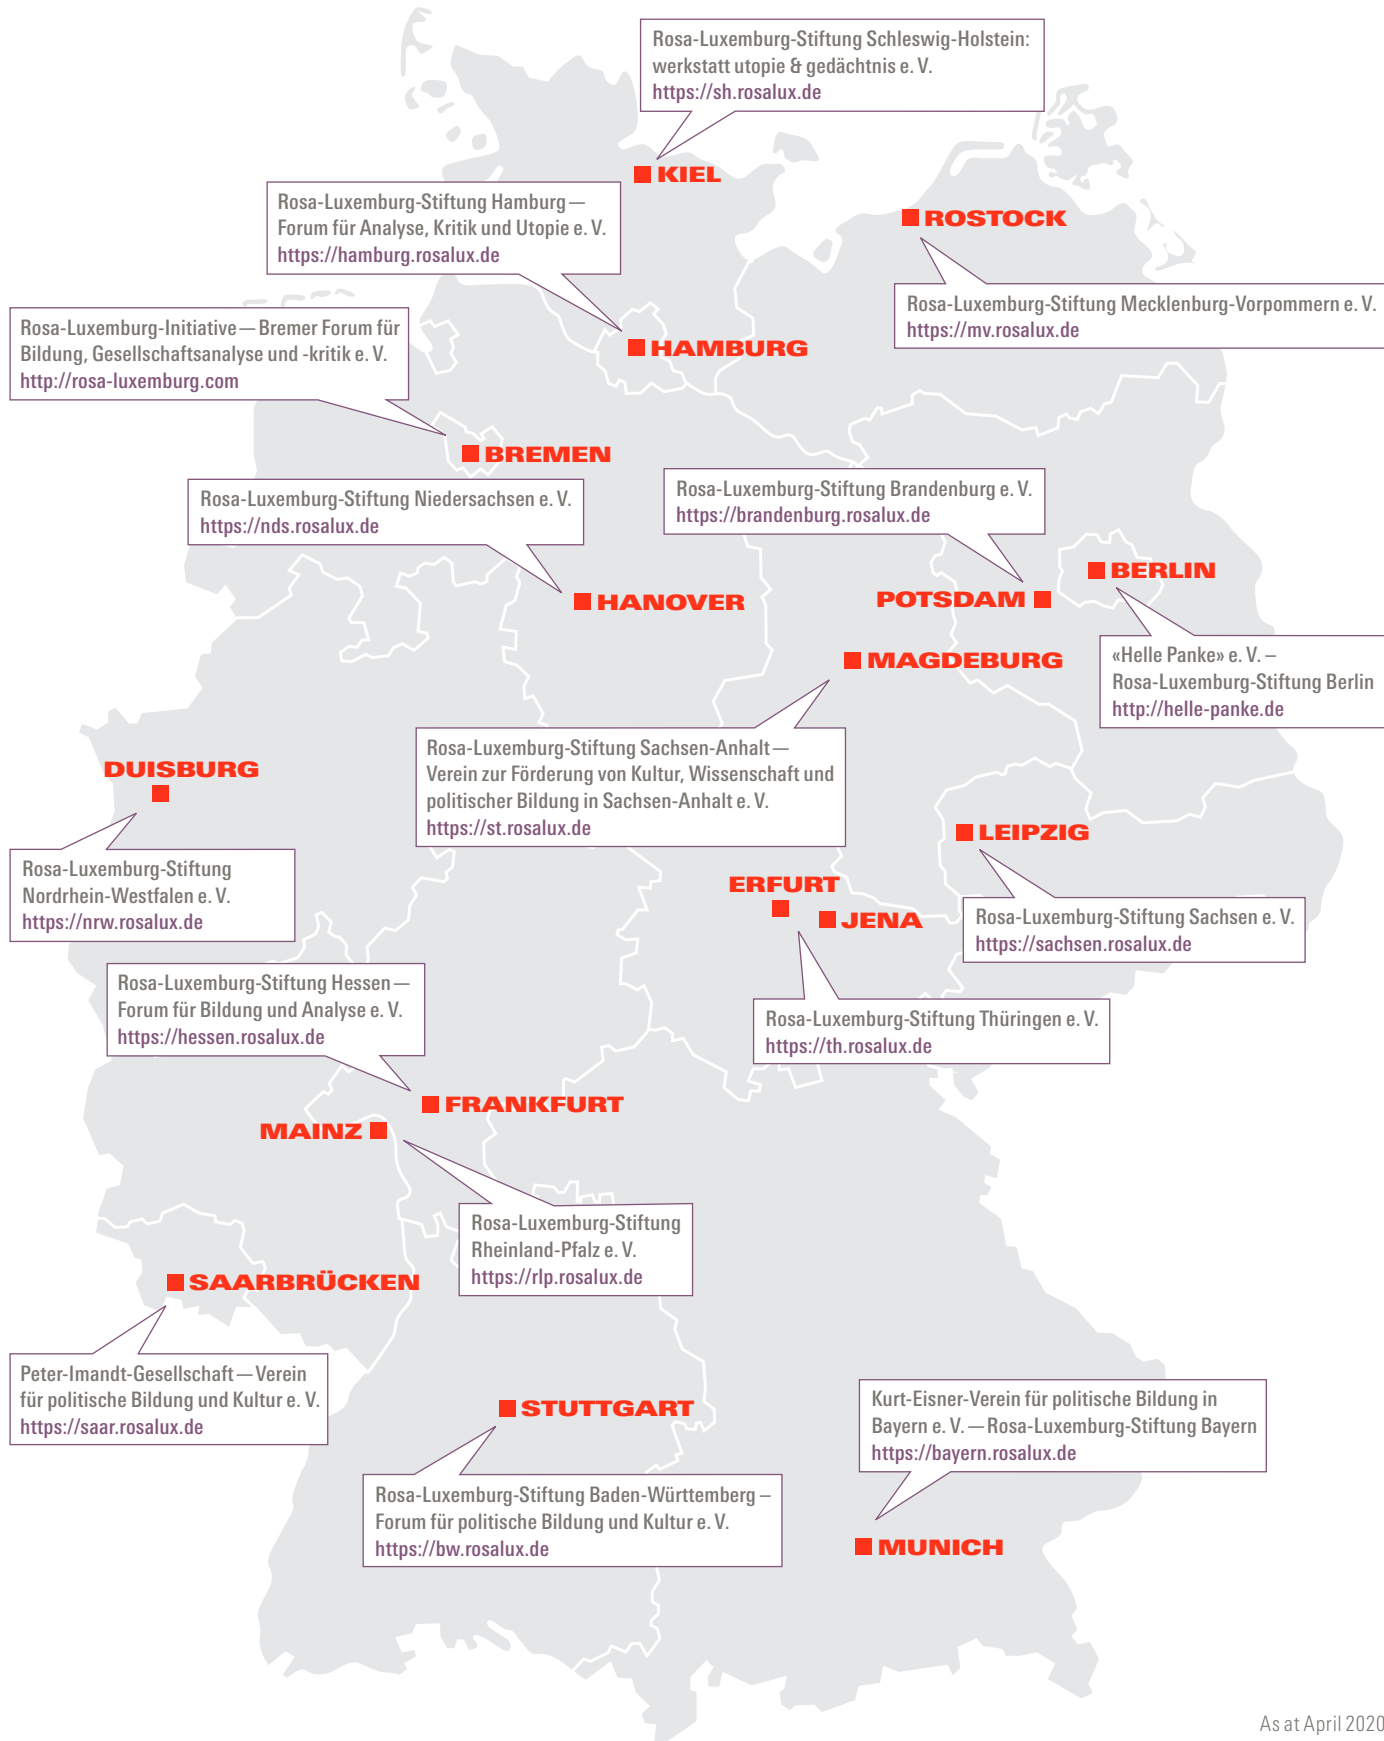 Rosa-Luxemburg-Stiftung Schleswig-Holstein:
werkstatt utopie & gedächtnis e. V.
https://sh.rosalux.de
KIEL
Rosa-Luxemburg-Stiftung Hamburg —
Forum für Analyse, Kritik und Utopie e. V.
https://hamburg.rosalux.de
ROSTOCK
Rosa-Luxemburg-Stiftung Mecklenburg-Vorpommern e. V.
https://mv.rosalux.de
Rosa-Luxemburg-Initiative — Bremer Forum für
Bildung, Gesellschaftsanalyse und -kritik e. V.
http://rosa-luxemburg.com
HAMBURG
BREMEN
Rosa-Luxemburg-Stiftung Niedersachsen e. V.
https://nds.rosalux.de
Rosa-Luxemburg-Stiftung Brandenburg e. V.
https://brandenburg.rosalux.de
BERLIN
HANOVER
POTSDAM
«Helle Panke» e. V. –
Rosa-Luxemburg-Stiftung Berlin
http://helle-panke.de
MAGDEBURG
Rosa-Luxemburg-Stiftung Sachsen-Anhalt —
Verein zur Förderung von Kultur, Wissenschaft und
politischer Bildung in Sachsen-Anhalt e. V.
https://st.rosalux.de
DUISBURG
Rosa-Luxemburg-Stiftung
Nordrhein-Westfalen e. V.
https://nrw.rosalux.de
LEIPZIG
ERFURT
JENA
Rosa-Luxemburg-Stiftung Sachsen e. V.
https://sachsen.rosalux.de
Rosa-Luxemburg-Stiftung Hessen —
Forum für Bildung und Analyse e. V.
https://hessen.rosalux.de
Rosa-Luxemburg-Stiftung Thüringen e. V.
https://th.rosalux.de
FRANKFURT
MAINZ
Rosa-Luxemburg-Stiftung
Rheinland-Pfalz e. V.
https://rlp.rosalux.de
SAARBRÜCKEN
Peter-Imandt-Gesellschaft — Verein
für politische Bildung und Kultur e. V.
https://saar.rosalux.de
STUTTGART
Kurt-Eisner-Verein für politische Bildung in
Bayern e. V. — Rosa-Luxemburg-Stiftung Bayern
https://bayern.rosalux.de
Rosa-Luxemburg-Stiftung Baden-Württemberg –
Forum für politische Bildung und Kultur e. V.
https://bw.rosalux.de
MUNICH
As at April 2020